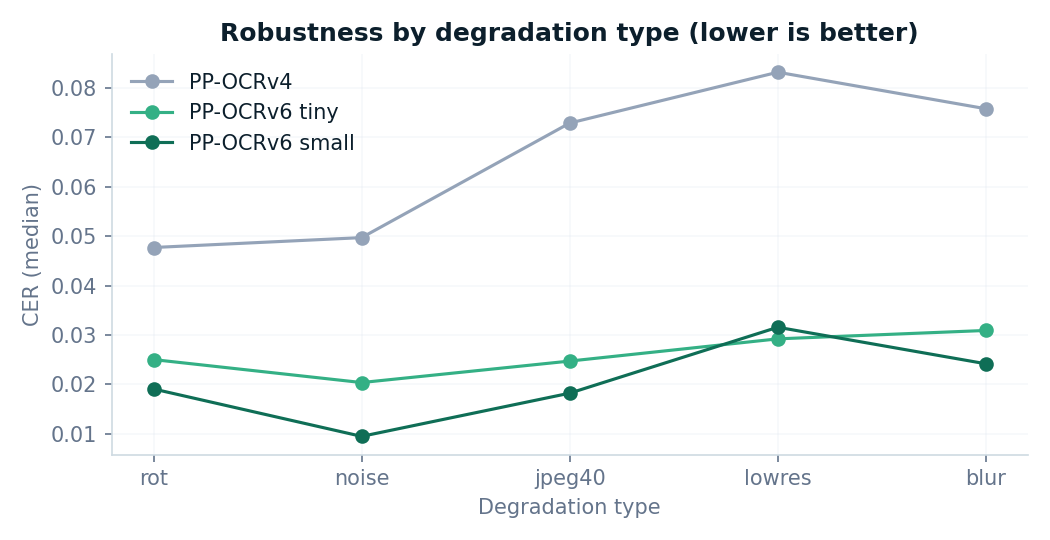 Robustness by degradation type (lower is better)
PP-OCRv4
PP-OCRv6 tiny
PP-OCRv6 small
CER (median)
0.08
0.07
0.06
0.05
0.04
0.03
0.02
0.01
rot noise jpeg40 lowres blur
Degradation type